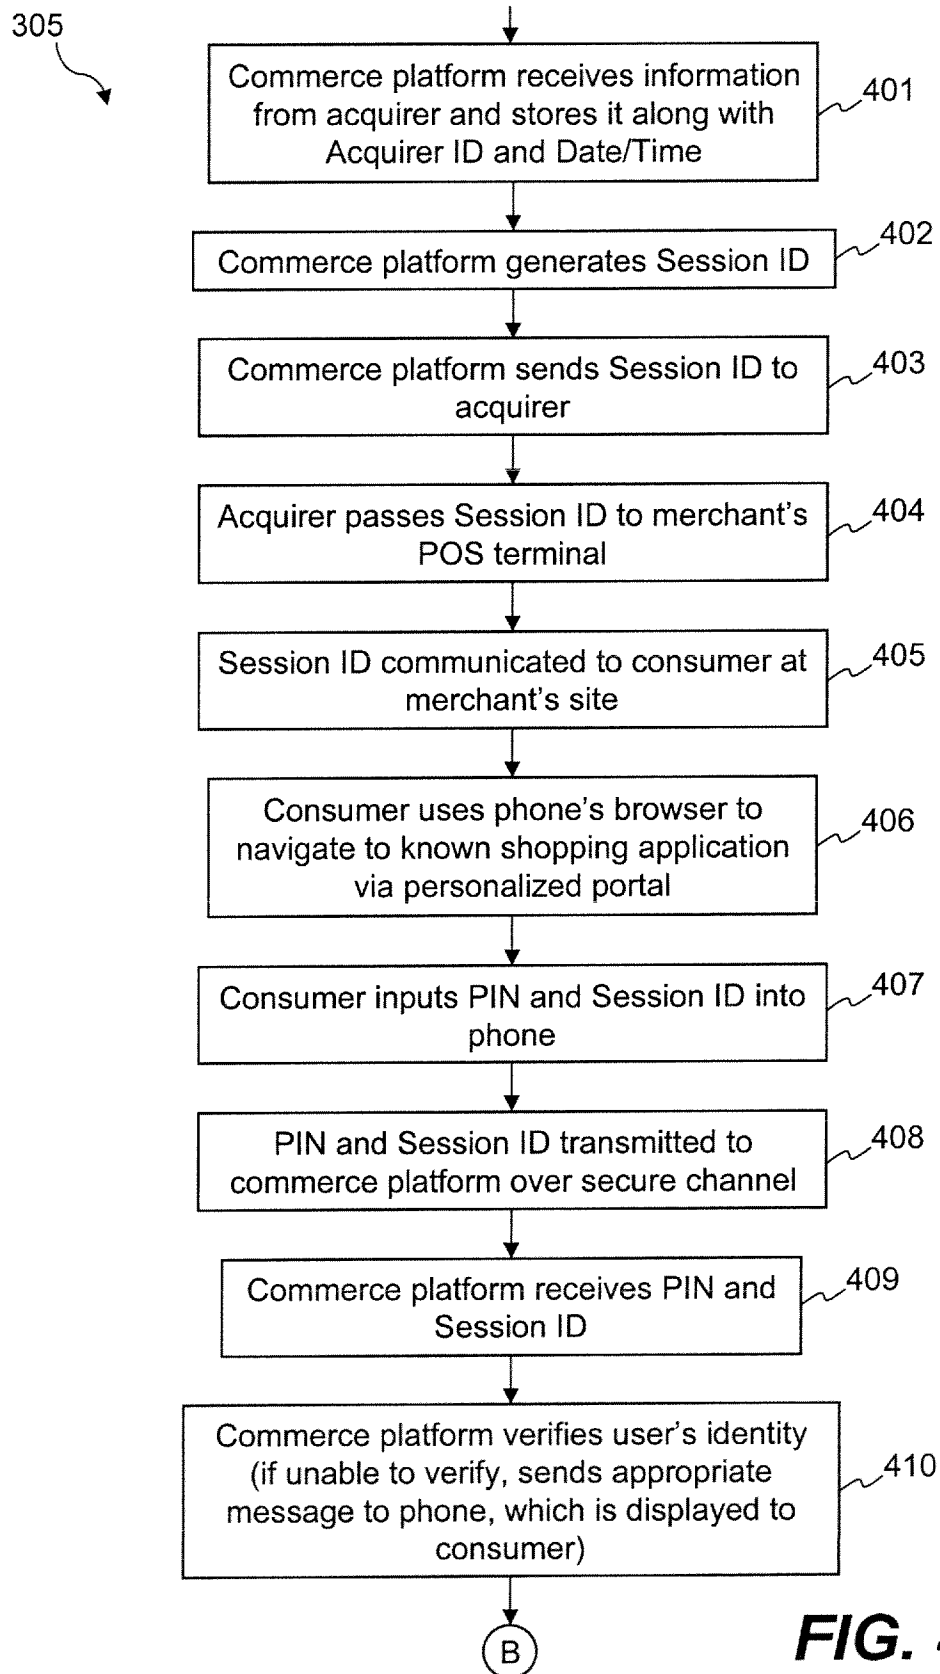 305
Commerce platform receives information
from acquirer and stores it along with
Acquirer ID and Date/Time
401
Commerce platform generates Session ID
402
Commerce platform sends Session ID to
acquirer
403
Acquirer passes Session ID to merchant's
POS terminal
404
Session ID communicated to consumer at
merchant's site
405
Consumer uses phone's browser to
navigate to known shopping application
via personalized portal
406
Consumer inputs PIN and Session ID into
phone
407
PIN and Session ID transmitted to
commerce platform over secure channel
408
Commerce platform receives PIN and
Session ID
409
Commerce platform verifies user's identity
(if unable to verify, sends appropriate
message to phone, which is displayed to
consumer)
410
B
FIG.